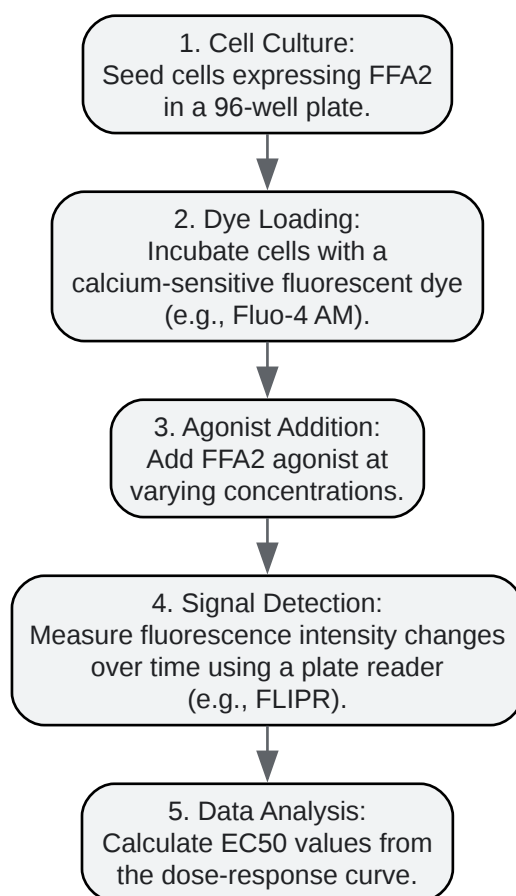 1. Cell Culture:
Seed cells expressing FFA2
in a 96-well plate.
2. Dye Loading:
Incubate cells with a
calcium-sensitive fluorescent dye
(e.g., Fluo-4 AM).
3. Agonist Addition:
Add FFA2 agonist at
varying concentrations.
4. Signal Detection:
Measure fluorescence intensity changes
over time using a plate reader
(e.g., FLIPR).
5. Data Analysis:
Calculate EC50 values from
the dose-response curve.